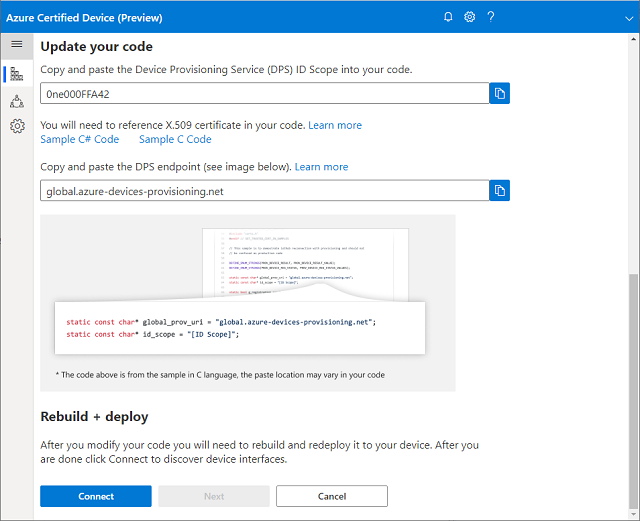 Azure Certified Device (Preview)
Update your code
Copy and paste the Device Provisioning Service (DPS) ID Scope into your code.
0ne000FFA42
You will need to reference X.509 certificate in your code. Learn more
Sample C# Code Sample C Code
Copy and paste the DPS endpoint (see image below). Learn more
global.azure-devices-provisioning.net
static const char* global_prov_uri = "global.azure-devices-provisioning.net";
static const char* id_scope = "[ID Scope]";
* The code above is from the sample in C language, the paste location may vary in your code
Rebuild + deploy
After you modify your code you will need to rebuild and redeploy it to your device. After you
are done click Connect to discover device interfaces.
Connect Next Cancel